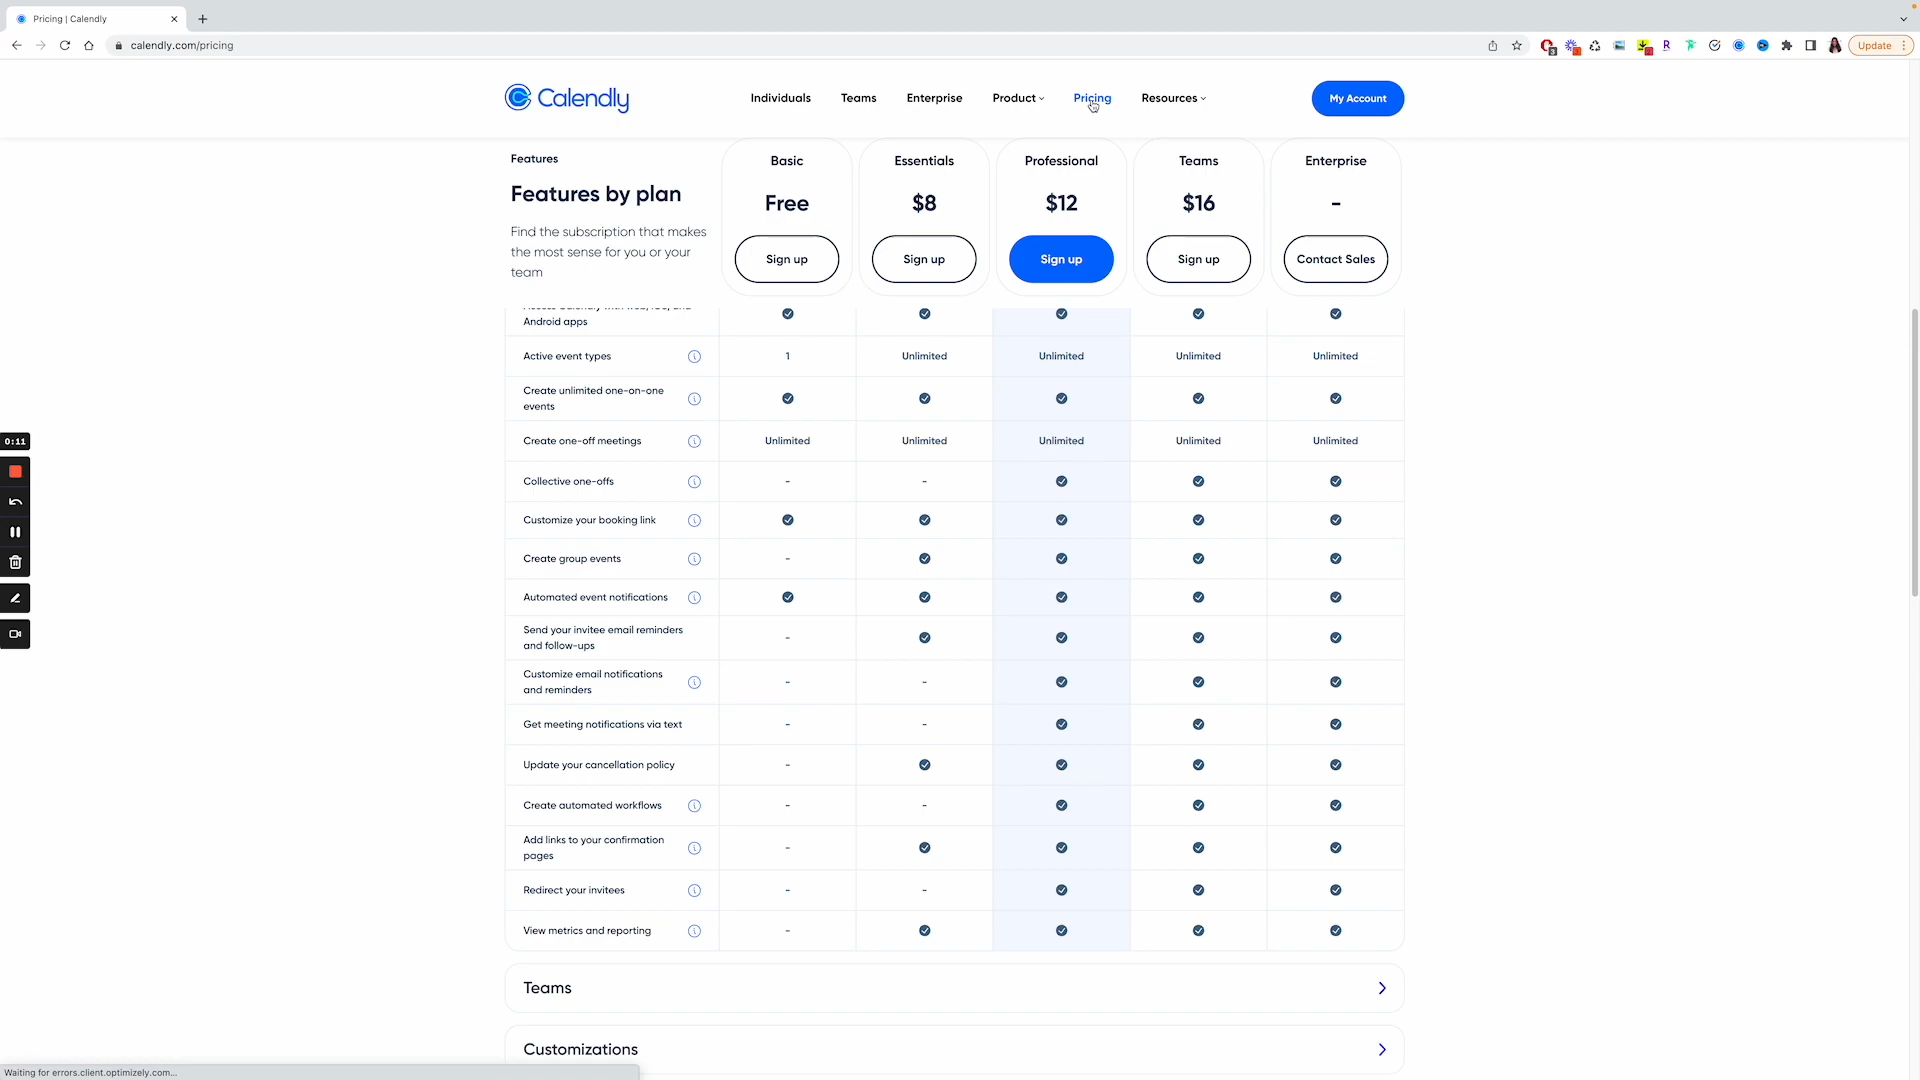 Pricing | Calendly
calendly.com/pricing
Update
Calendly
Individuals
Teams
Enterprise
Product
Pricing
Resources
My Account
Features
Features by plan
Find the subscription that makes
the most sense for you or your
team
Basic
Free
Sign up
Essentials
$8
Sign up
Professional
$12
Sign up
Teams
$16
Sign up
Enterprise
-
Contact Sales
Android apps
Active event types 1 Unlimited Unlimited Unlimited Unlimited
Create unlimited one-on-one
events
Create one-off meetings Unlimited Unlimited Unlimited Unlimited Unlimited
Collective one-offs - -
Customize your booking link
Create group events -
Automated event notifications
Send your invitee email reminders
and follow-ups -
Customize email notifications
and reminders - -
Get meeting notifications via text - -
Update your cancellation policy -
Create automated workflows - -
Add links to your confirmation
pages -
Redirect your invitees - -
View metrics and reporting -
Teams
Customizations
0:11
Waiting for errors.client.optimizely.com...